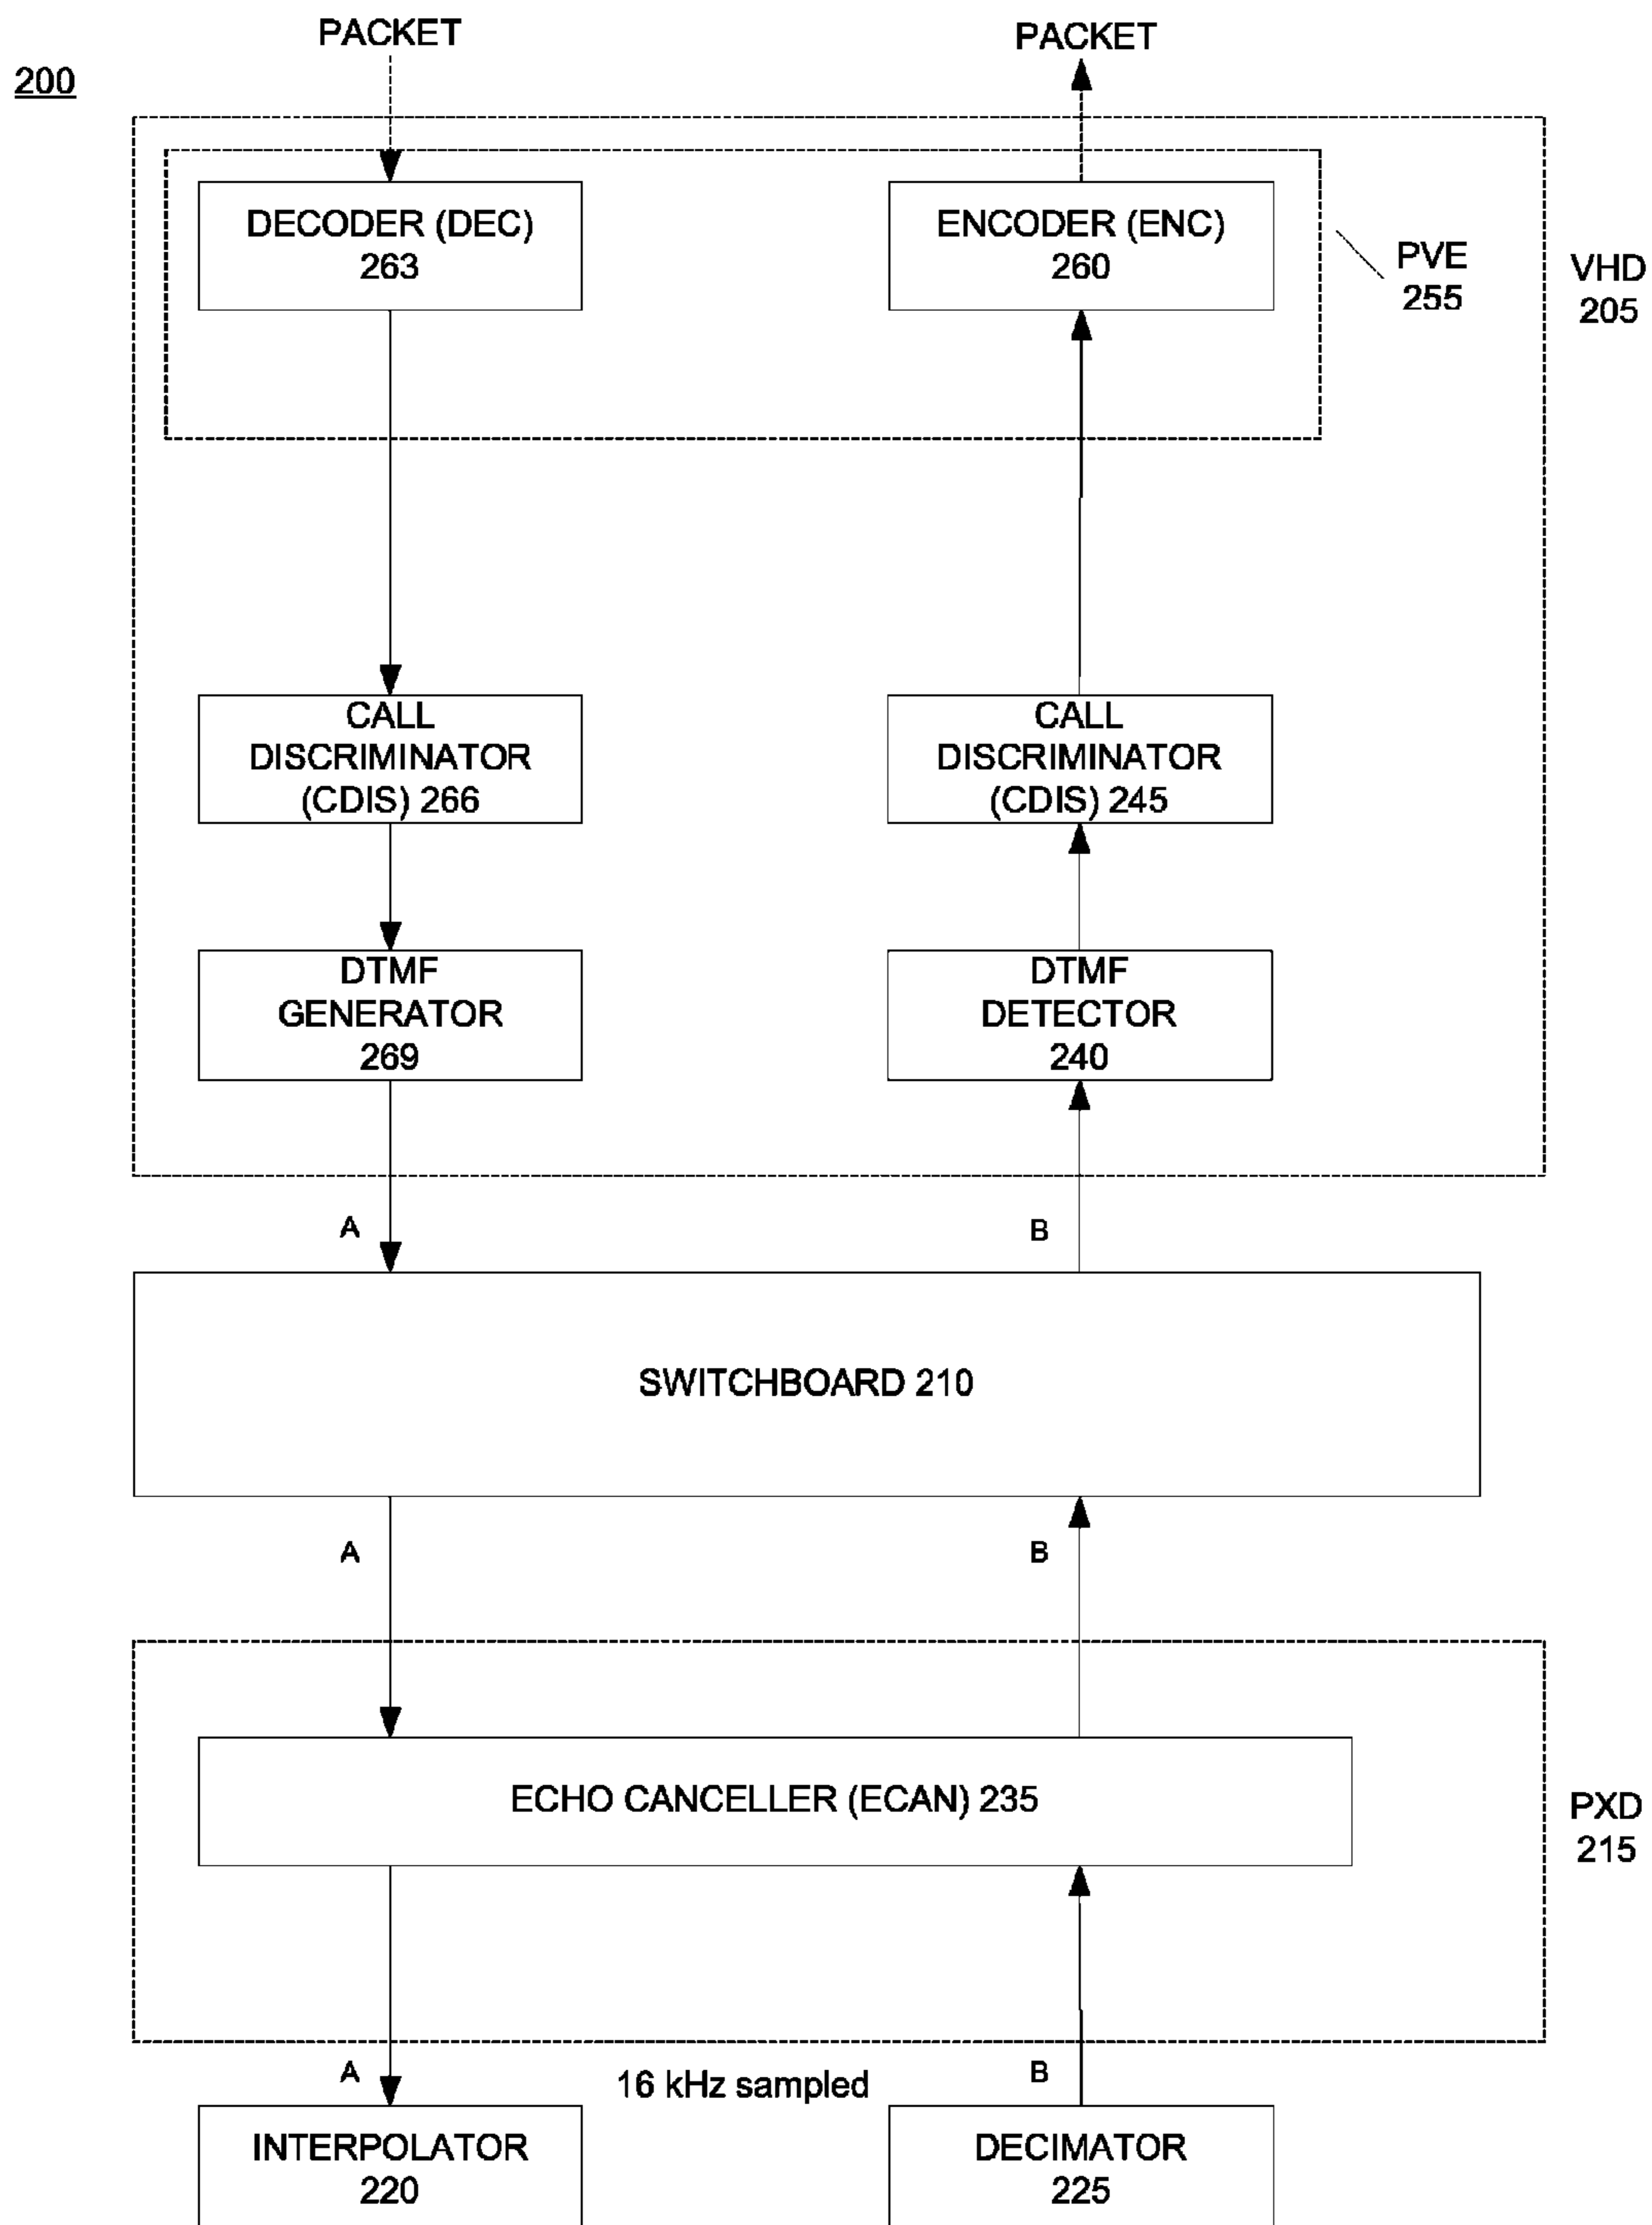 PACKET
PACKET
200
DECODER (DEC)
263
ENCODER (ENC)
260
PVE
255
VHD
205
CALL
DISCRIMINATOR
(CDIS) 266
CALL
DISCRIMINATOR
(CDIS) 245
DTMF
GENERATOR
269
DTMF
DETECTOR
240
A
B
SWITCHBOARD 210
A
B
ECHO CANCELLER (ECAN) 235
PXD
215
A
16 kHz sampled
B
INTERPOLATOR
220
DECIMATOR
225